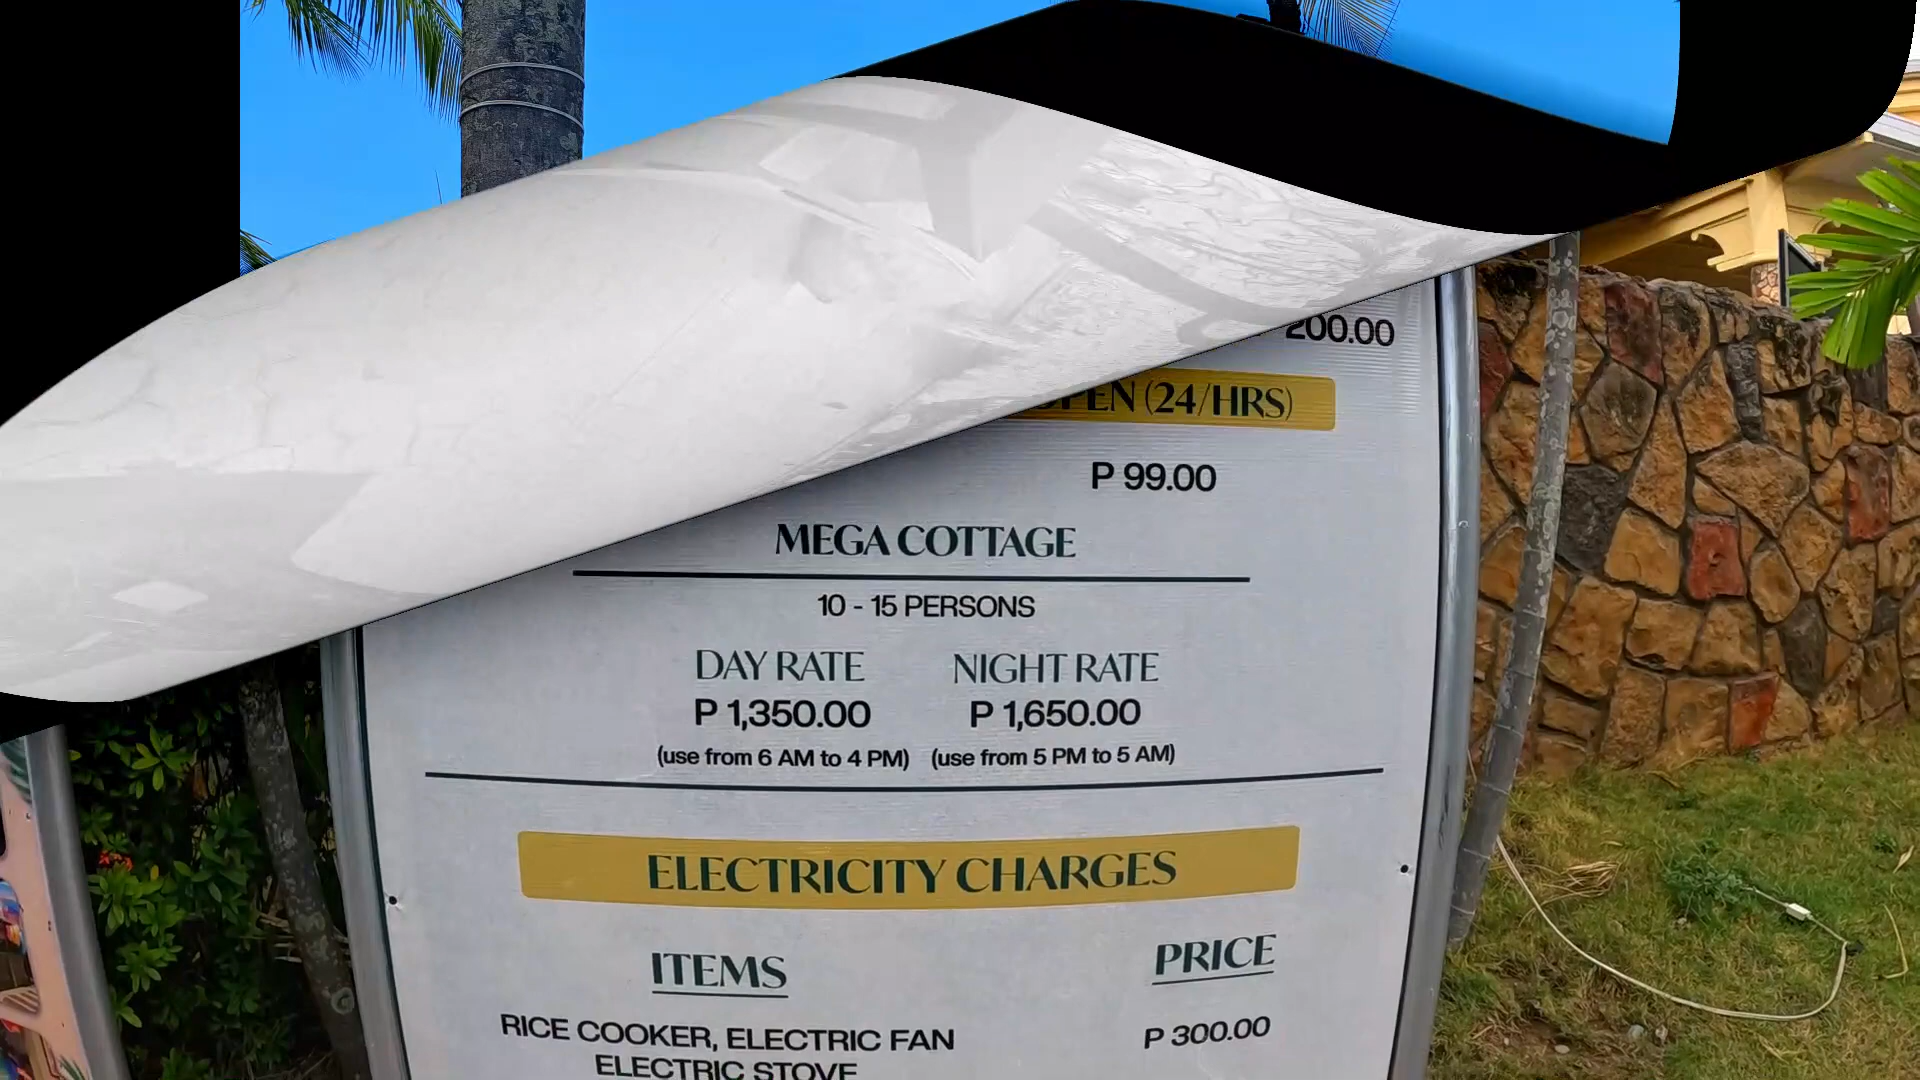 200.00
OPEN (24/HRS)
P 99.00
MEGA COTTAGE
10 - 15 PERSONS
DAY RATE NIGHT RATE
P 1,350.00 P 1,650.00
(use from 6 AM to 4 PM) (use from 5 PM to 5 AM)
ELECTRICITY CHARGES
ITEMS PRICE
RICE COOKER, ELECTRIC FAN P 300.00
ELECTRIC STOVE